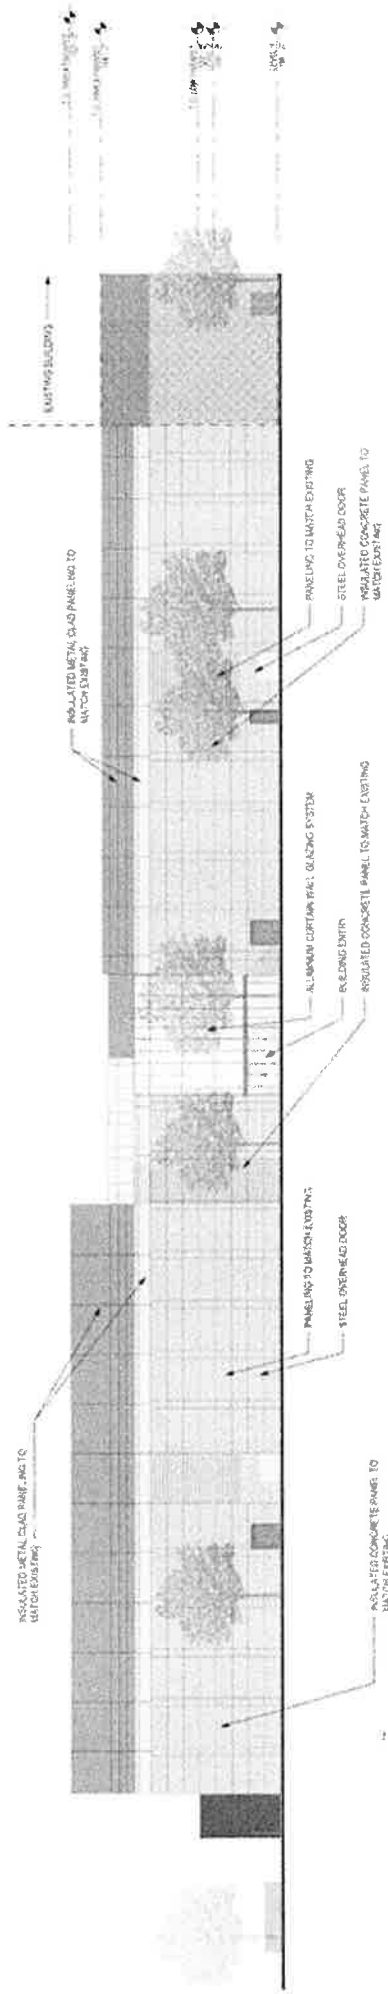 EXISTING BUILDING
INSULATED METAL CLAD PANELING TO
MATCH EXISTING
INSULATED METAL CLAD PANELING TO
MATCH EXISTING
INSULATED CONCRETE PANEL TO
MATCH EXISTING
PANELING TO MATCH EXISTING
STEEL OVERHEAD DOOR
ALUMINUM CURTAIN WALL GLAZING SYSTEM
BUILDING ENTRY
INSULATED CONCRETE PANEL TO MATCH EXISTING
PANELING TO MATCH EXISTING
STEEL OVERHEAD DOOR
INSULATED CONCRETE PANEL TO
MATCH EXISTING